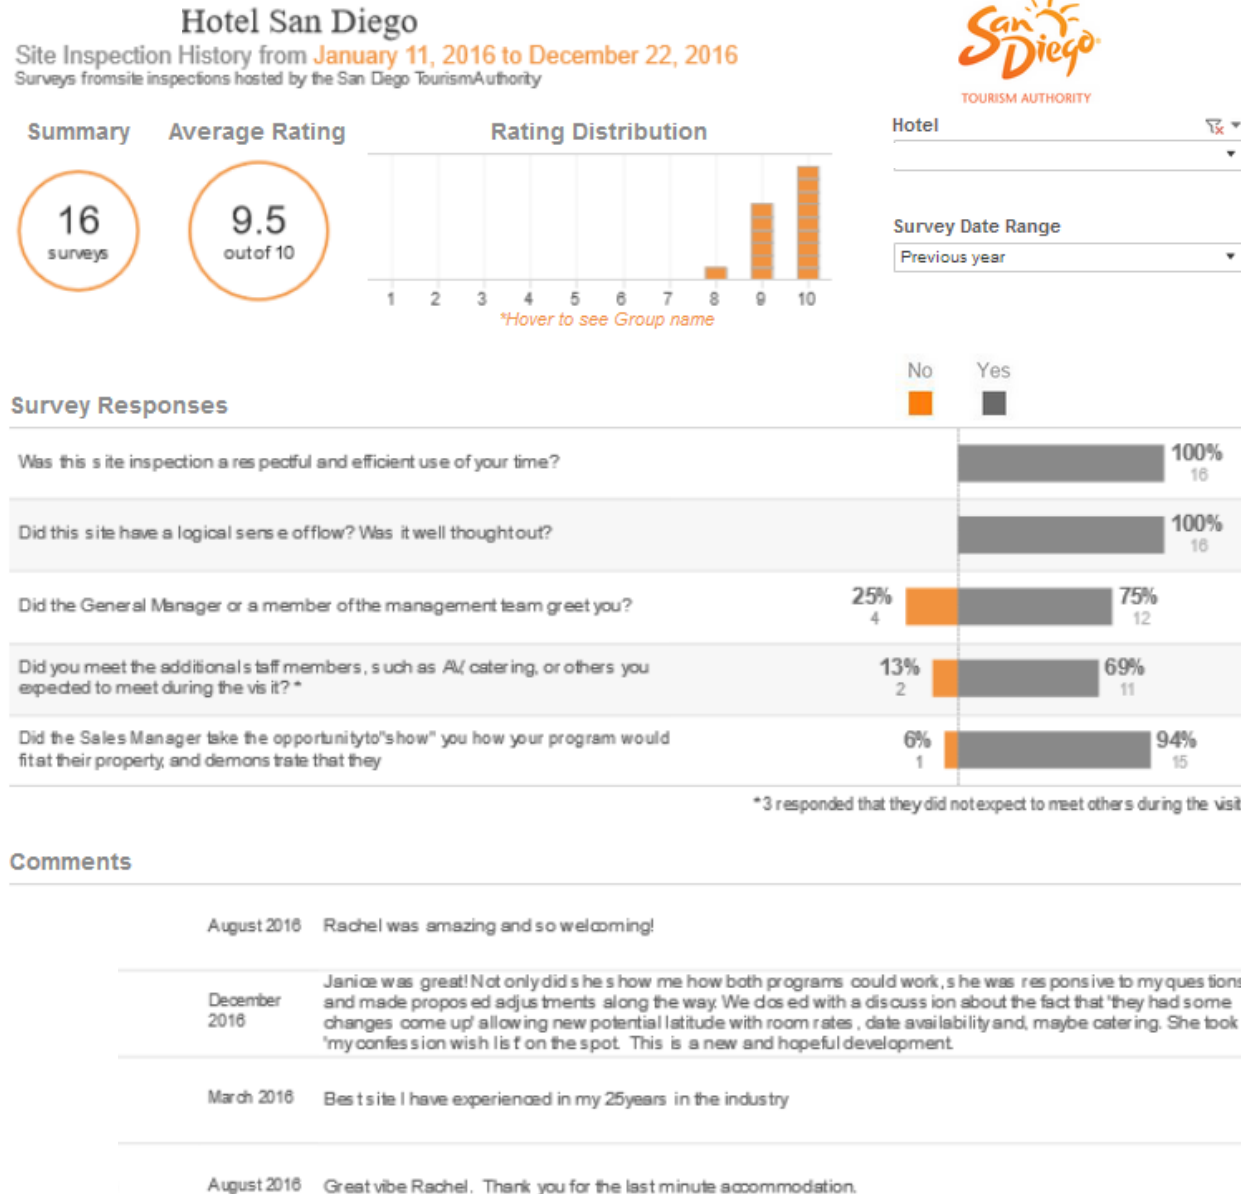 Hotel San Diego
Site Inspection History from January 11, 2016 to December 22, 2016
Surveys fromsite inspections hosted by the San Diego TourismAuthority
San Diego
TOURISM AUTHORITY
Summary
Average Rating
Rating Distribution
Hotel
16
surveys
9.5
out of 10
1 2 3 4 5 6 7 8 9 10
*Hover to see Group name
Survey Date Range
Previous year
No Yes
Survey Responses
Was this site inspection a respectful and efficient use of your time?
100%
16
Did this site have a logical sense of flow? Was it well thought out?
100%
16
Did the General Manager or a member of the management team greet you?
25%
4
75%
12
Did you meet the additional staff members, such as AV, catering, or others you
expected to meet during the visit? *
13%
2
69%
11
Did the Sales Manager take the opportunity to "show" you how your program would
fit at their property, and demonstrate that they
6%
1
94%
15
*3 responded that they did not expect to meet others during the visit
Comments
August 2016 Rachel was amazing and so welcoming!
December
2016
Janice was great! Not only did she show me how both programs could work, she was responsive to my questions
and made proposed adjustments along the way. We closed with a discussion about the fact that 'they had some
changes come up' allowing new potential latitude with room rates, date availability and, maybe catering. She took
'my confession wish list' on the spot. This is a new and hopeful development.
March 2016 Best site I have experienced in my 25years in the industry
August 2016 Great vibe Rachel. Thank you for the last minute accommodation.